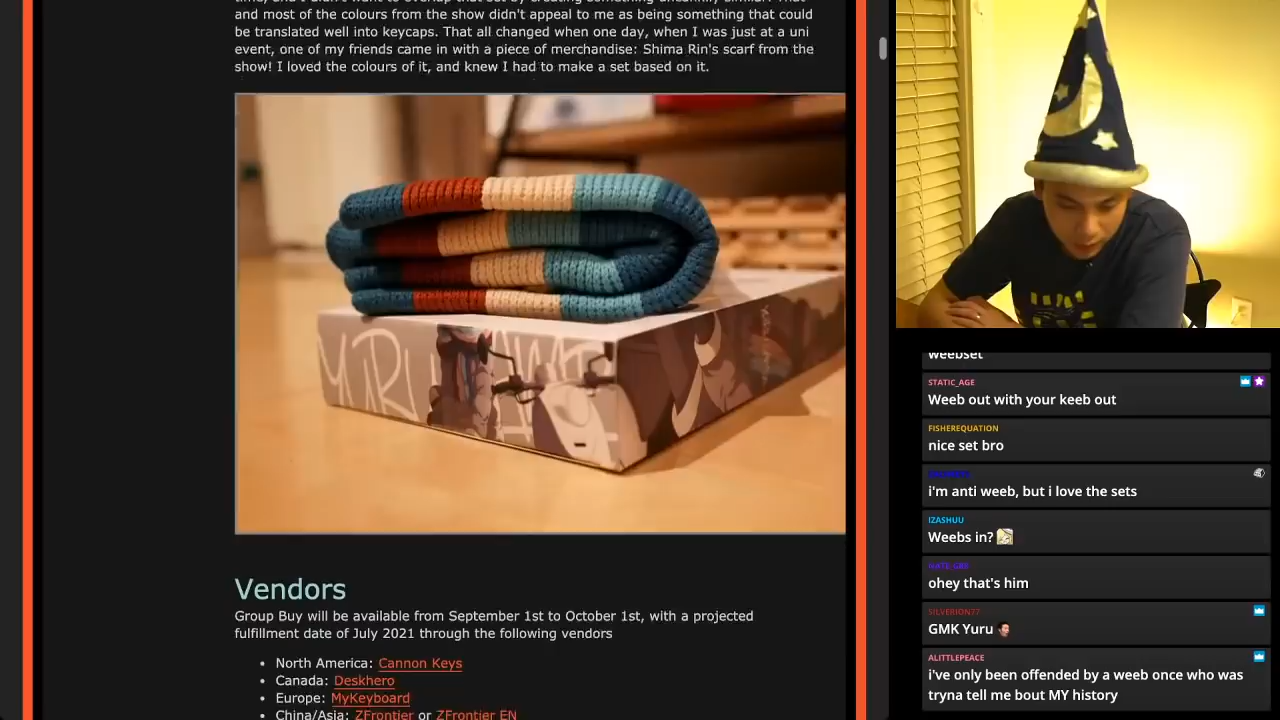 and most of the colours from the show didn't appeal to me as being something that could
be translated well into keycaps. That all changed when one day, when I was just at a uni
event, one of my friends came in with a piece of merchandise: Shima Rin's scarf from the
show! I loved the colours of it, and knew I had to make a set based on it.
Vendors
Group Buy will be available from September 1st to October 1st, with a projected
fulfillment date of July 2021 through the following vendors
• North America: Cannon Keys
• Canada: Deskhero
• Europe: MyKeyboard
• China/Asia: ZFrontier or ZFrontier EN
weebset
STATIC_AGE
Weeb out with your keeb out
FISHEREQUATION
nice set bro
i'm anti weeb, but i love the sets
IZASHUU
Weebs in?
ohey that's him
SILVERION77
GMK Yuru
ALITTLEPEACE
i've only been offended by a weeb once who was
tryna tell me bout MY history